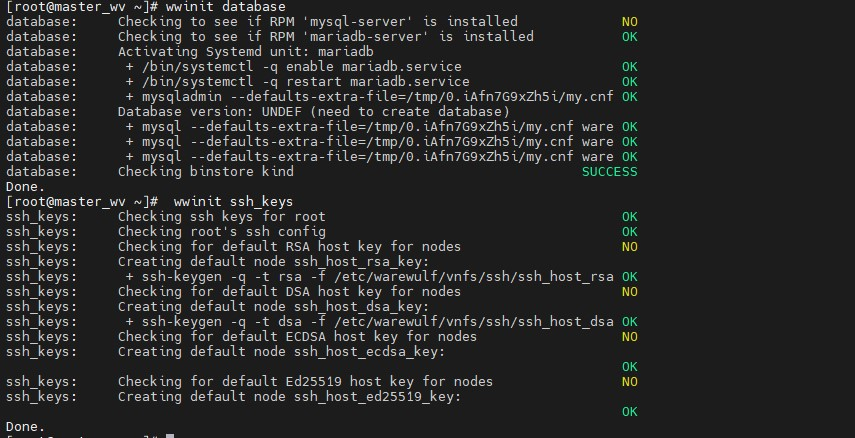 [root@master_wv ~]# wwinit database
database:     Checking to see if RPM 'mysql-server' is installed             NO
database:     Checking to see if RPM 'mariadb-server' is installed           OK
database:     Activating Systemd unit: mariadb
database:      + /bin/systemctl -q enable mariadb.service                    OK
database:      + /bin/systemctl -q restart mariadb.service                   OK
database:      + mysqladmin --defaults-extra-file=/tmp/0.iAfn7G9xZh5i/my.cnf OK
database:     Database version: UNDEF (need to create database)
database:      + mysql --defaults-extra-file=/tmp/0.iAfn7G9xZh5i/my.cnf ware OK
database:      + mysql --defaults-extra-file=/tmp/0.iAfn7G9xZh5i/my.cnf ware OK
database:      + mysql --defaults-extra-file=/tmp/0.iAfn7G9xZh5i/my.cnf ware OK
database:     Checking binstore kind                                    SUCCESS
Done.
[root@master_wv ~]#  wwinit ssh_keys
ssh_keys:     Checking ssh keys for root                                     OK
ssh_keys:     Checking root's ssh config                                     OK
ssh_keys:     Checking for default RSA host key for nodes                    NO
ssh_keys:     Creating default node ssh_host_rsa_key:
ssh_keys:      + ssh-keygen -q -t rsa -f /etc/warewulf/vnfs/ssh/ssh_host_rsa OK
ssh_keys:     Checking for default DSA host key for nodes                    NO
ssh_keys:     Creating default node ssh_host_dsa_key:
ssh_keys:      + ssh-keygen -q -t dsa -f /etc/warewulf/vnfs/ssh/ssh_host_dsa OK
ssh_keys:     Checking for default ECDSA host key for nodes                  NO
ssh_keys:     Creating default node ssh_host_ecdsa_key:
OK
ssh_keys:     Checking for default Ed25519 host key for nodes                NO
ssh_keys:     Creating default node ssh_host_ed25519_key:
OK
Done.
[root@master_wv ~]#